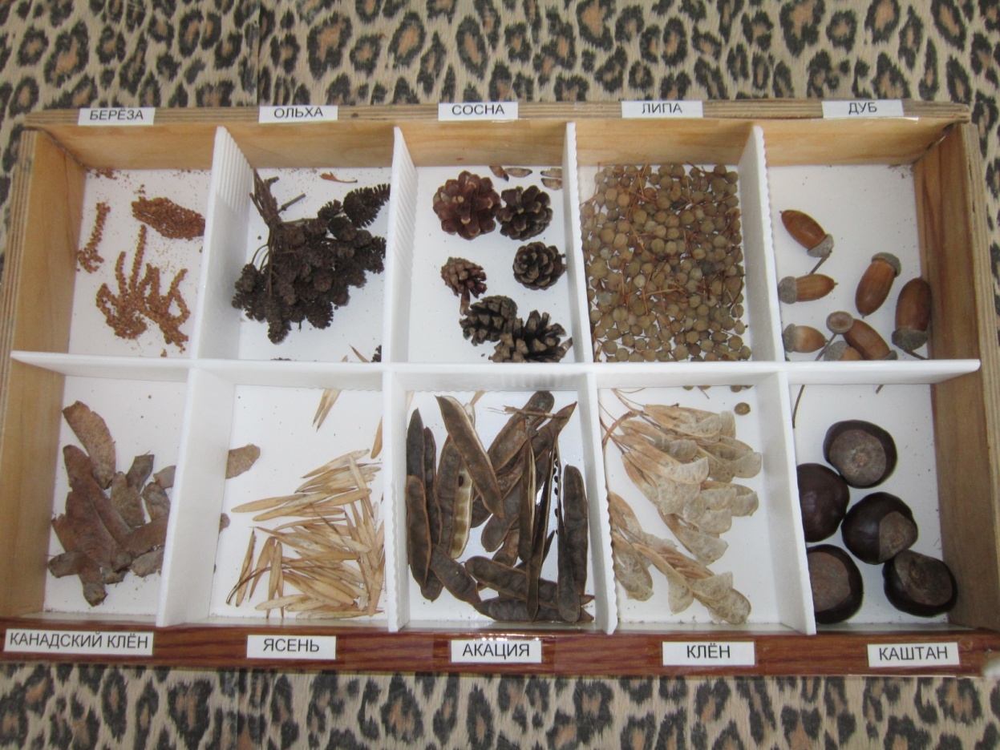 БЕРЁЗА
ОЛЬХА
СОСНА
ЛИПА
ДУБ
КАНАДСКИЙ КЛЁН
ЯСЕНЬ
АКАЦИЯ
КЛЁН
КАШТАН